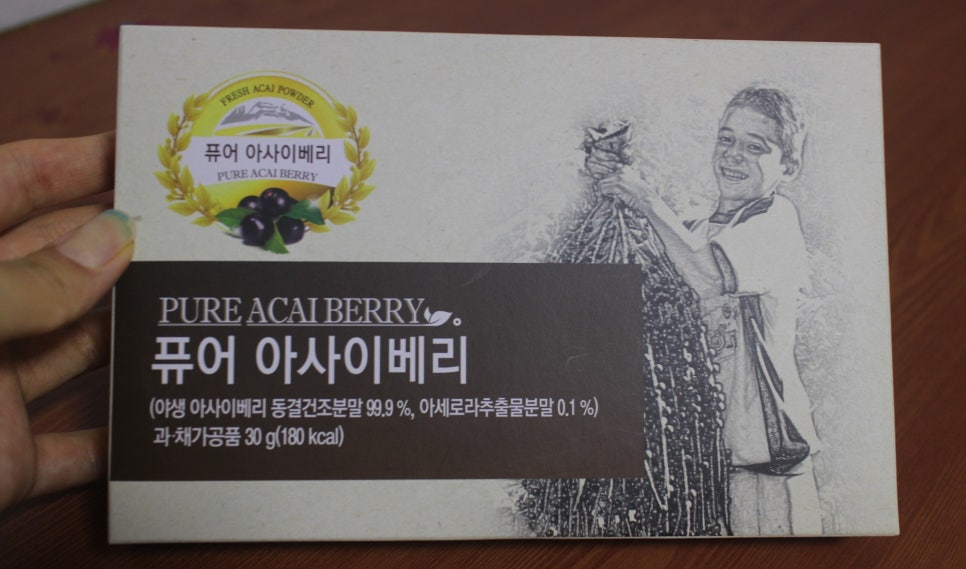 FRESH ACAI POWDER
퓨어 아사이베리
PURE ACAI BERRY
PURE ACAI BERRY
퓨어 아사이베리
(야생 아사이베리 동결건조분말 99.9 %, 아세로라추출물분말 0.1 %)
과·채가공품 30 g(180 kcal)